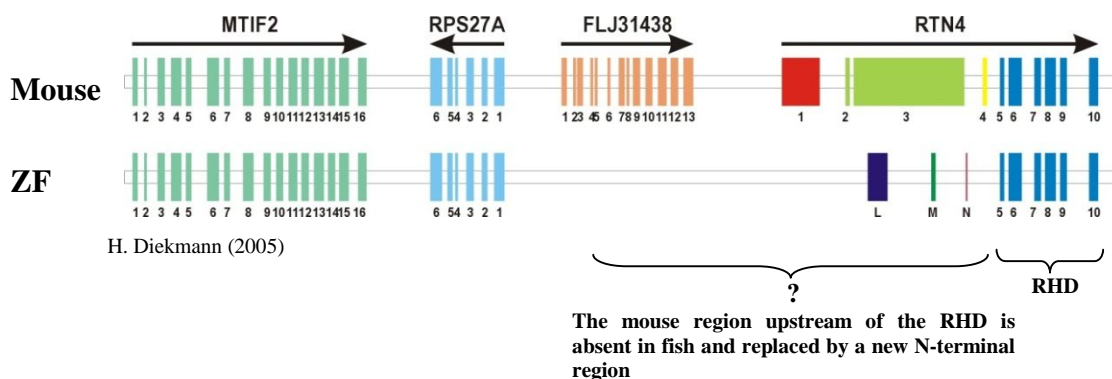 MTIF2 RPS27A FLJ31438 RTN4
Mouse
1 2 3 4 5 6 7 8 9 10 11 12 13 14 15 16 6 5 4 3 2 1 1 2 3 4 5 6 7 8 9 10 11 12 13 1 2 3 4 5 6 7 8 9 10
ZF
1 2 3 4 5 6 7 8 9 10 11 12 13 14 15 16 6 5 4 3 2 1 L M N 5 6 7 8 9 10
H. Diekmann (2005)
? RHD
The mouse region upstream of the RHD is
absent in fish and replaced by a new N-terminal
region